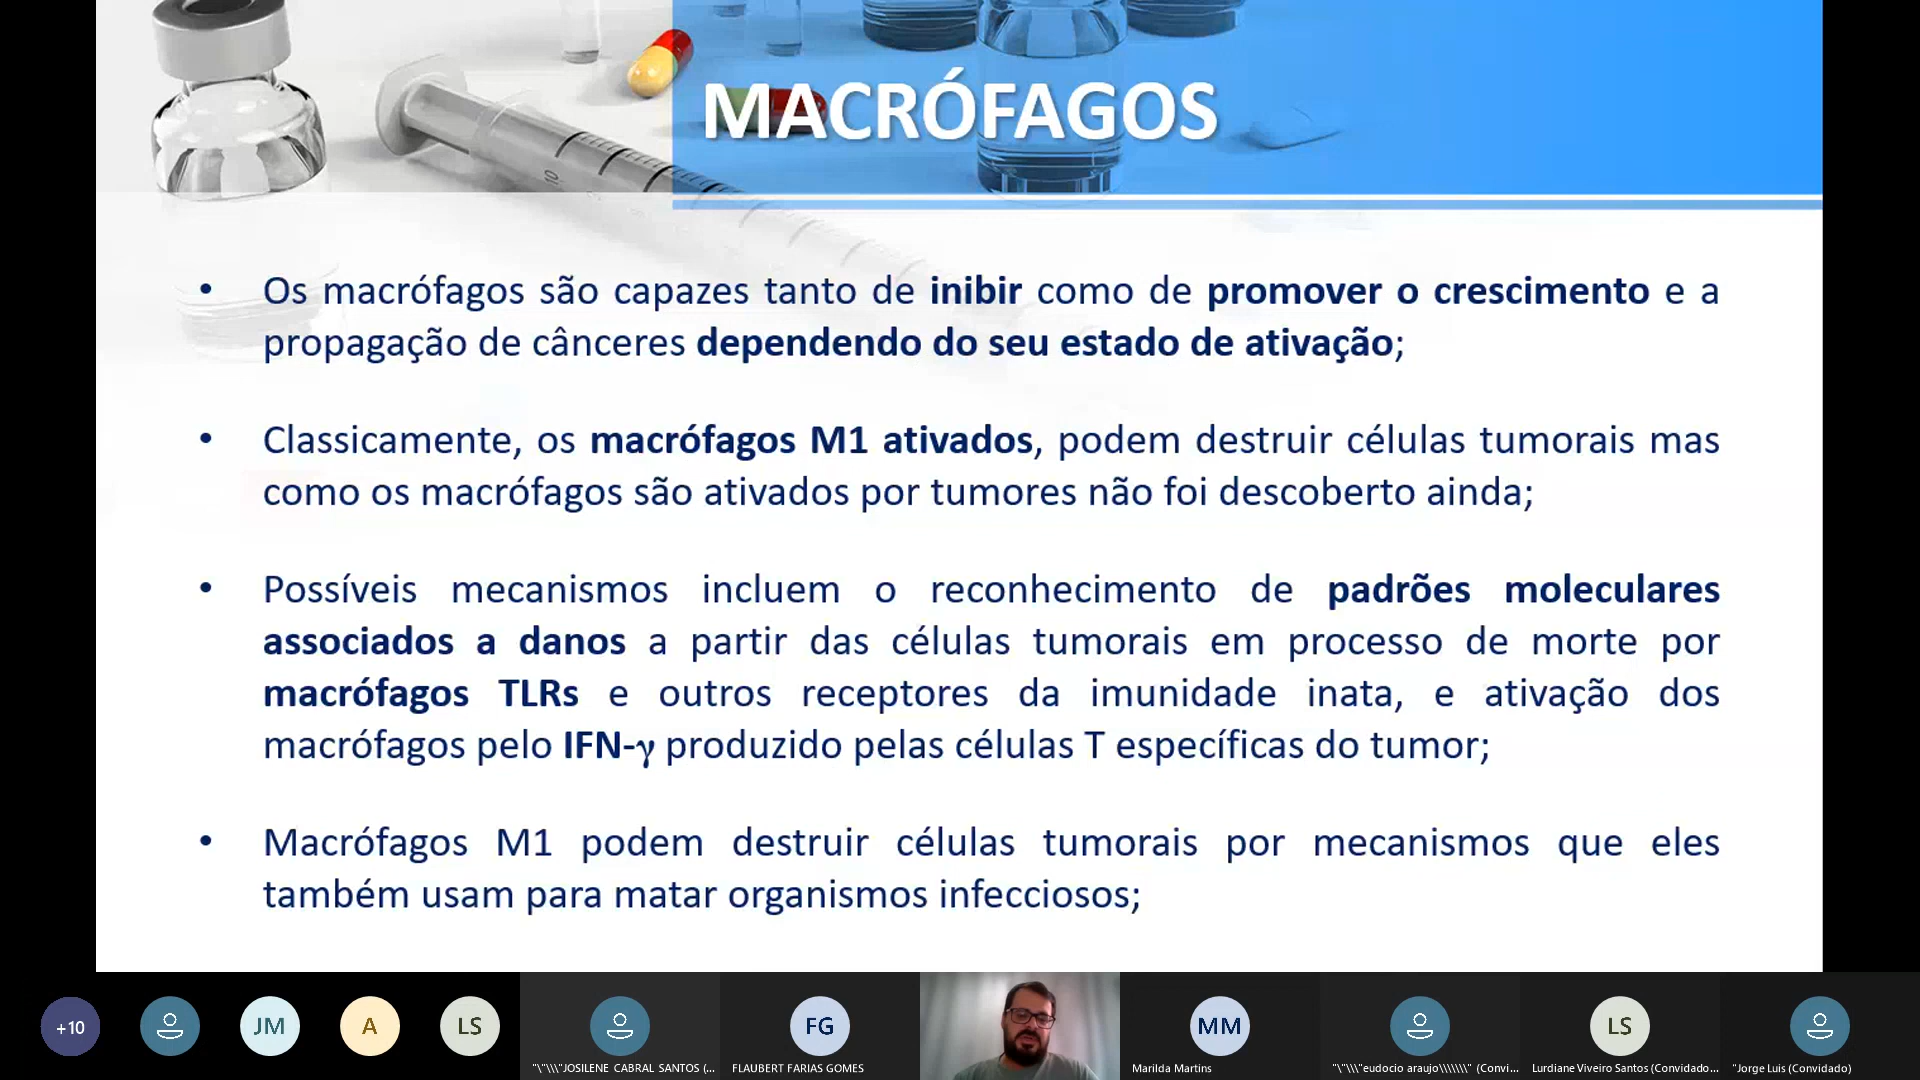 MACRÓFAGOS
• Os macrófagos são capazes tanto de inibir como de promover o crescimento e a
propagação de cânceres dependendo do seu estado de ativação;
• Classicamente, os macrófagos M1 ativados, podem destruir células tumorais mas
como os macrófagos são ativados por tumores não foi descoberto ainda;
• Possíveis mecanismos incluem o reconhecimento de padrões moleculares
associados a danos a partir das células tumorais em processo de morte por
macrófagos TLRs e outros receptores da imunidade inata, e ativação dos
macrófagos pelo IFN-γ produzido pelas células T específicas do tumor;
• Macrófagos M1 podem destruir células tumorais por mecanismos que eles
também usam para matar organismos infecciosos;
+10
JM
A
LS
FG
MM
LS
"\"\\\"JOSILENE CABRAL SANTOS (...
FLAUBERT FARIAS GOMES
Marilda Martins
"\"\\\"eudocio araujo\\\\\\\" (Convi...
Lurdiane Viveiro Santos (Convidado...
"Jorge Luis (Convidado)
10